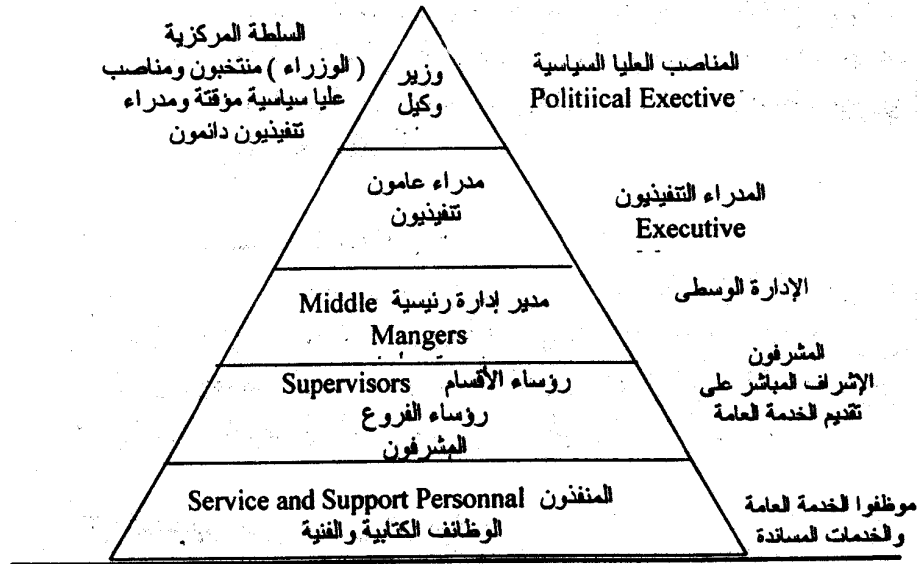 السلطة المركزية
( الوزراء ) منتخبون ومناصب
عليا سياسية مؤقتة ومدراء
تنفيذيون دائمون
وزير
وكيل
المناصب العليا السياسية
Politiical Exective
مدراء عامون
تنفيذيون
المدراء التنفيذيون
Executive
مدير إدارة رئيسية Middle
Mangers
الإدارة الوسطى
رؤساء الأقسام Supervisors
رؤساء الفروع
المشرفون
المشرفون
الإشراف المباشر على
تقديم الخدمة العامة
المنفذون Service and Support Personnal
الوظائف الكتابية والفنية
موظفوا الخدمة العامة
والخدمات المساندة